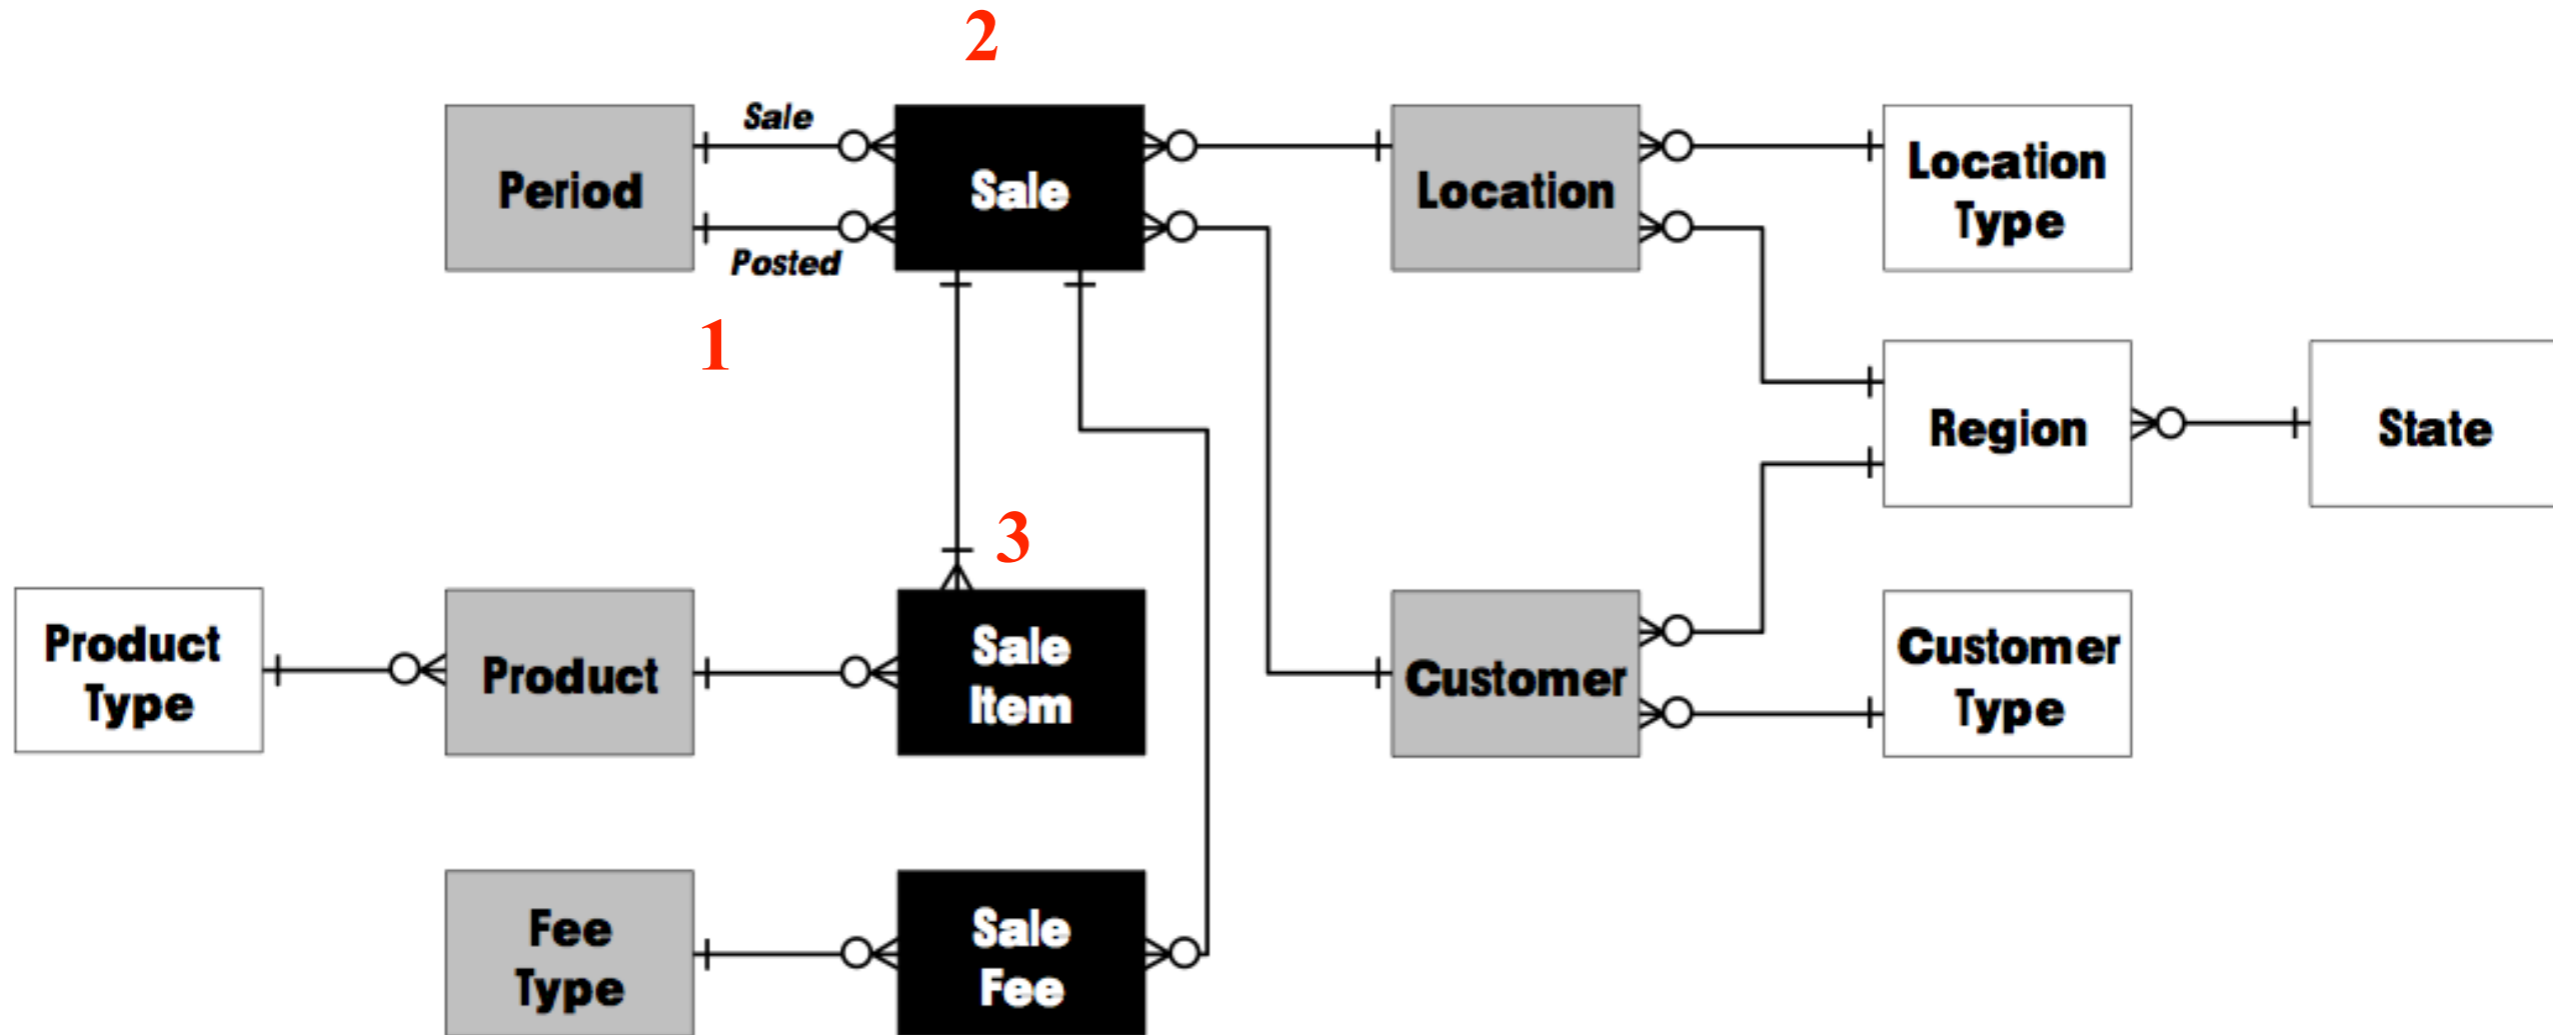 2
Sale
Period
Sale
Location
Location
Type
Posted
1
Region
State
3
Product
Type
Product
Sale
Item
Customer
Customer
Type
Fee
Type
Sale
Fee